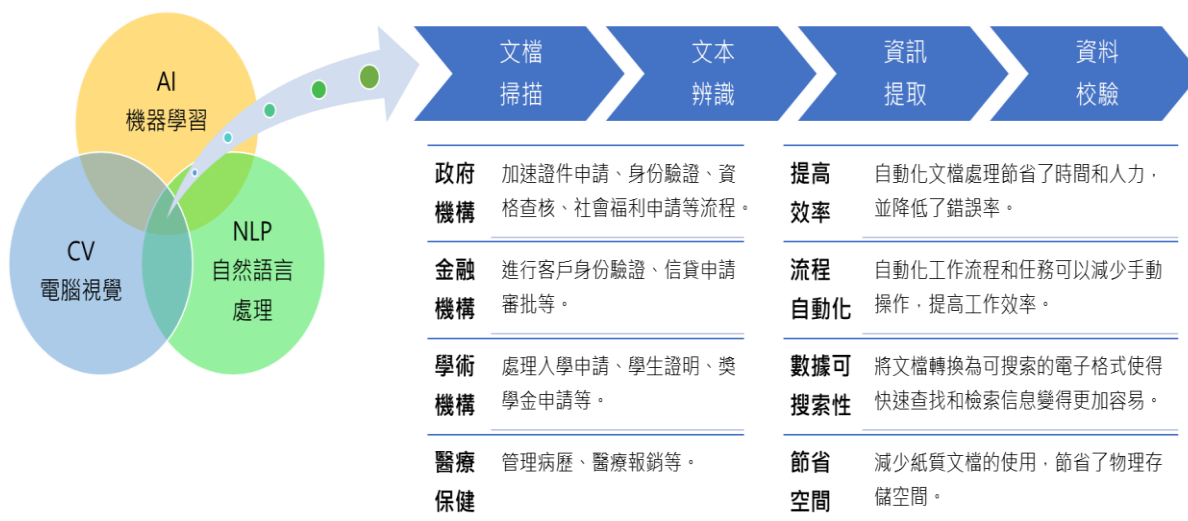 AI
機器學習
CV
電腦視覺
NLP
自然語言
處理
文檔
掃描
文本
辨識
資訊
提取
資料
校驗
政府
機構
加速證件申請、身份驗證、資
格查核、社會福利申請等流程。
金融
機構
進行客戶身份驗證、信貸申請
審批等。
學術
機構
處理入學申請、學生證明、獎
學金申請等。
醫療
保健
管理病歷、醫療報銷等。
提高
效率
自動化文檔處理節省了時間和人力，
並降低了錯誤率。
流程
自動化
自動化工作流程和任務可以減少手動
操作，提高工作效率。
數據可
搜索性
將文檔轉換為可搜索的電子格式使得
快速查找和檢索信息變得更加容易。
節省
空間
減少紙質文檔的使用，節省了物理存
儲空間。